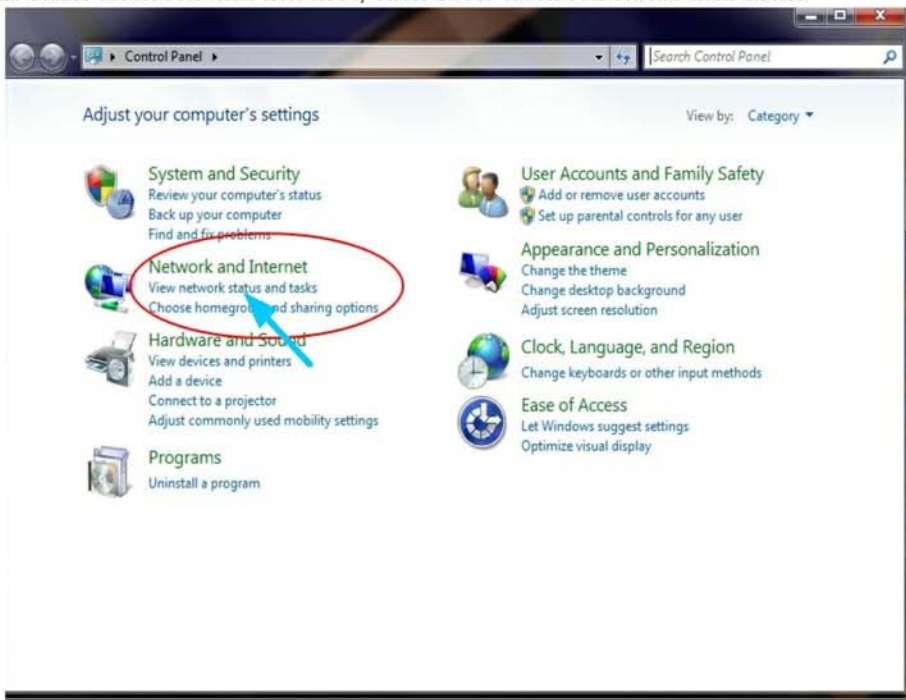 Control Panel
Search Control Panel
Adjust your computer's settings
View by: Category
System and Security
Review your computer's status
Back up your computer
Find and fix problems
Network and Internet
View network status and tasks
Choose homegroup and sharing options
Hardware and Sound
View devices and printers
Add a device
Connect to a projector
Adjust commonly used mobility settings
Programs
Uninstall a program
User Accounts and Family Safety
Add or remove user accounts
Set up parental controls for any user
Appearance and Personalization
Change the theme
Change desktop background
Adjust screen resolution
Clock, Language, and Region
Change keyboards or other input methods
Ease of Access
Let Windows suggest settings
Optimize visual display